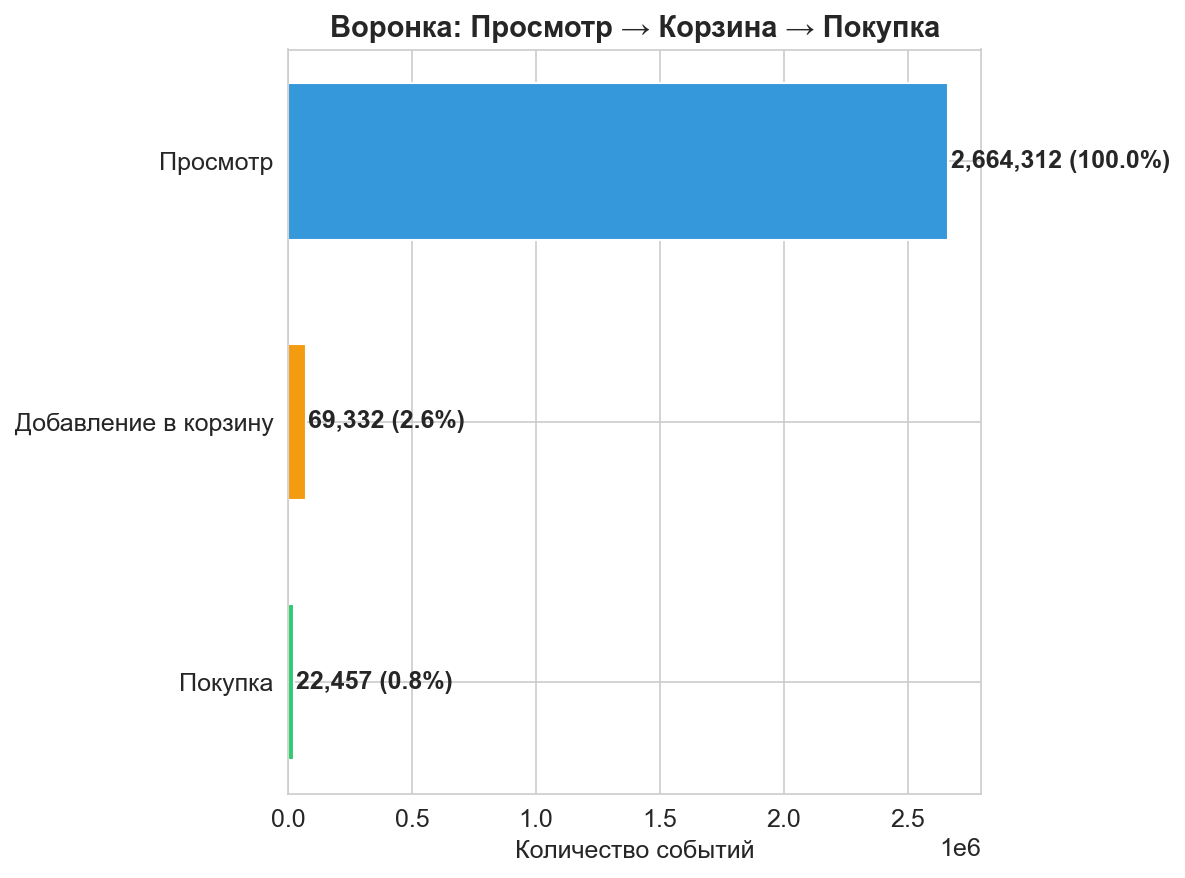 Воронка: Просмотр → Корзина → Покупка
Просмотр
2,664,312 (100.0%)
Добавление в корзину
69,332 (2.6%)
Покупка
22,457 (0.8%)
0.0 0.5 1.0 1.5 2.0 2.5
1e6
Количество событий